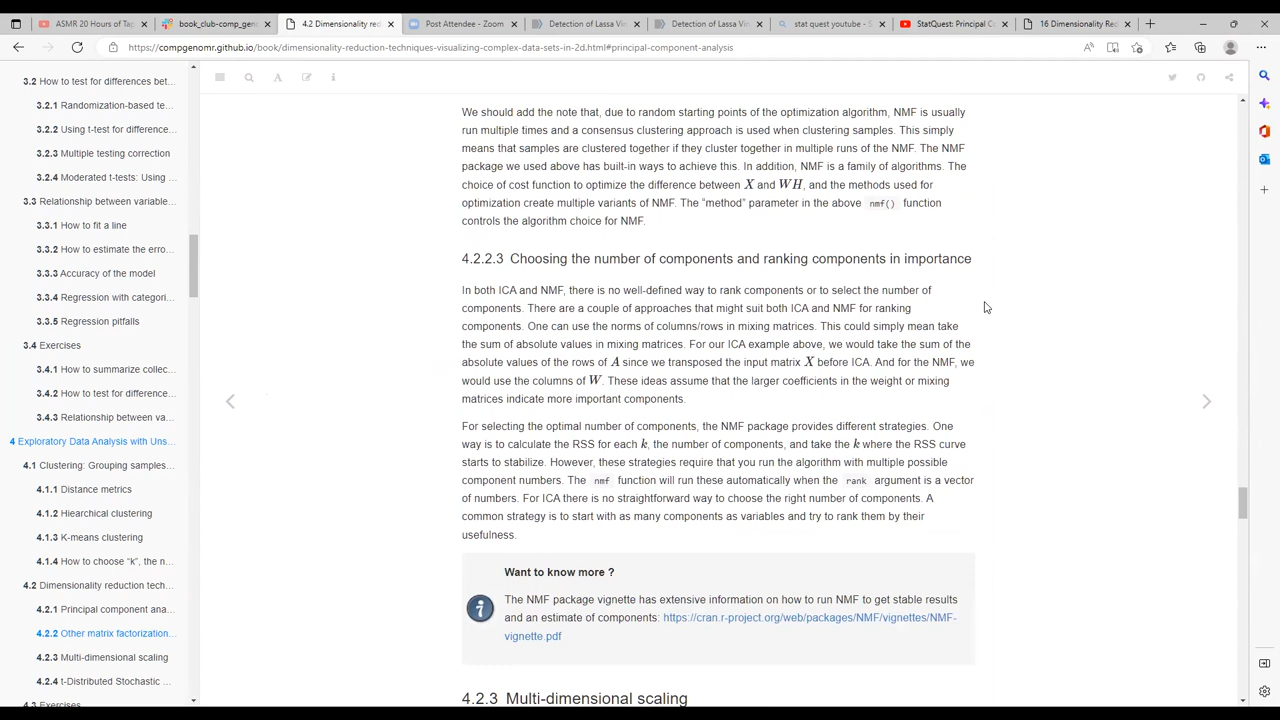 ASMR 20 Hours of Tap
book_club-comp_gen
4.2 Dimensionality red
Post Attendee - Zoom
Detection of Lassa Vir
Detection of Lassa Vir
stat quest youtube - S
StatQuest: Principal C
16 Dimensionality Red
https://compgenomr.github.io/book/dimensionality-reduction-techniques-visualizing-complex-data-sets-in-2d.html#principal-component-analysis
3.2 How to test for differences bet...
3.2.1 Randomization-based te...
3.2.2 Using t-test for difference...
3.2.3 Multiple testing correction
3.2.4 Moderated t-tests: Using ...
3.3 Relationship between variable...
3.3.1 How to fit a line
3.3.2 How to estimate the erro...
3.3.3 Accuracy of the model
3.3.4 Regression with categori...
3.3.5 Regression pitfalls
3.4 Exercises
3.4.1 How to summarize collec...
3.4.2 How to test for difference...
3.4.3 Relationship between va...
4 Exploratory Data Analysis with Uns...
4.1 Clustering: Grouping samples...
4.1.1 Distance metrics
4.1.2 Hiearchical clustering
4.1.3 K-means clustering
4.1.4 How to choose “k”, the n...
4.2 Dimensionality reduction tech...
4.2.1 Principal component ana...
4.2.2 Other matrix factorization...
4.2.3 Multi-dimensional scaling
4.2.4 t-Distributed Stochastic ...
4.3 Exercises
We should add the note that, due to random starting points of the optimization algorithm, NMF is usually
run multiple times and a consensus clustering approach is used when clustering samples. This simply
means that samples are clustered together if they cluster together in multiple runs of the NMF. The NMF
package we used above has built-in ways to achieve this. In addition, NMF is a family of algorithms. The
choice of cost function to optimize the difference between X and WH, and the methods used for
optimization create multiple variants of NMF. The “method” parameter in the above nmf() function
controls the algorithm choice for NMF.
4.2.2.3 Choosing the number of components and ranking components in importance
In both ICA and NMF, there is no well-defined way to rank components or to select the number of
components. There are a couple of approaches that might suit both ICA and NMF for ranking
components. One can use the norms of columns/rows in mixing matrices. This could simply mean take
the sum of absolute values in mixing matrices. For our ICA example above, we would take the sum of the
absolute values of the rows of A since we transposed the input matrix X before ICA. And for the NMF, we
would use the columns of W. These ideas assume that the larger coefficients in the weight or mixing
matrices indicate more important components.
For selecting the optimal number of components, the NMF package provides different strategies. One
way is to calculate the RSS for each k, the number of components, and take the k where the RSS curve
starts to stabilize. However, these strategies require that you run the algorithm with multiple possible
component numbers. The nmf function will run these automatically when the rank argument is a vector
of numbers. For ICA there is no straightforward way to choose the right number of components. A
common strategy is to start with as many components as variables and try to rank them by their
usefulness.
Want to know more ?
The NMF package vignette has extensive information on how to run NMF to get stable results
and an estimate of components: https://cran.r-project.org/web/packages/NMF/vignettes/NMF-
vignette.pdf
4.2.3 Multi-dimensional scaling